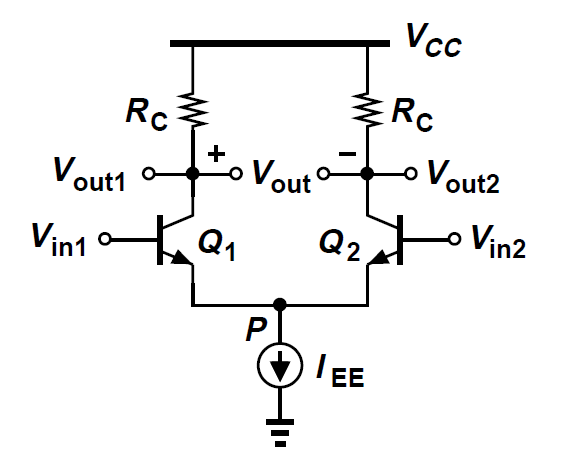 VCC
RC RC
+ −
Vout1 Vout Vout2
Vin1 Q1 Q2 Vin2
P
IEE